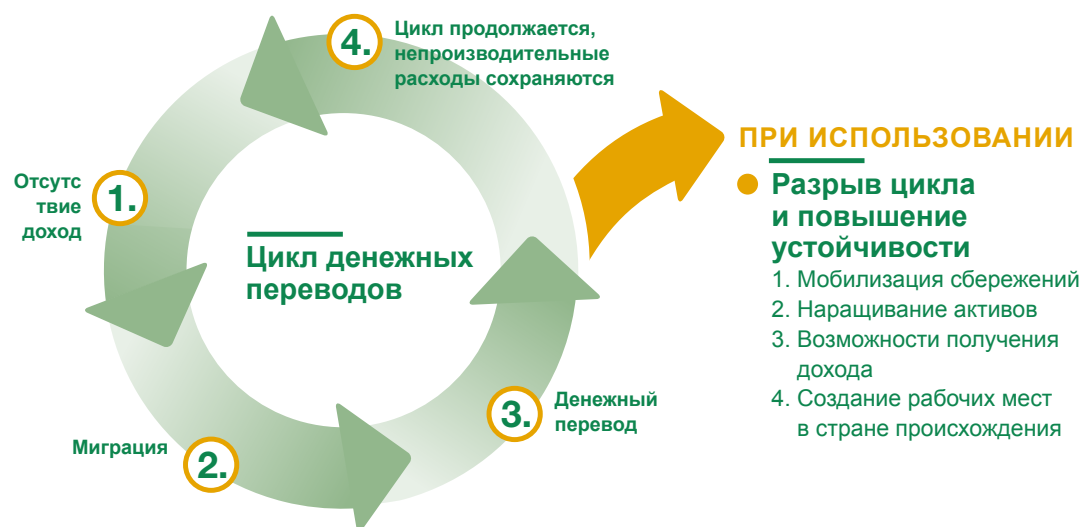 4.
Цикл продолжается,
непроизводительные
расходы сохраняются
1.
Отсутс
твие
доход
Цикл денежных
переводов
2.
Миграция
3.
Денежный
перевод
ПРИ ИСПОЛЬЗОВАНИИ
Разрыв цикла
и повышение
устойчивости
1. Мобилизация сбережений
2. Наращивание активов
3. Возможности получения
дохода
4. Создание рабочих мест
в стране происхождения